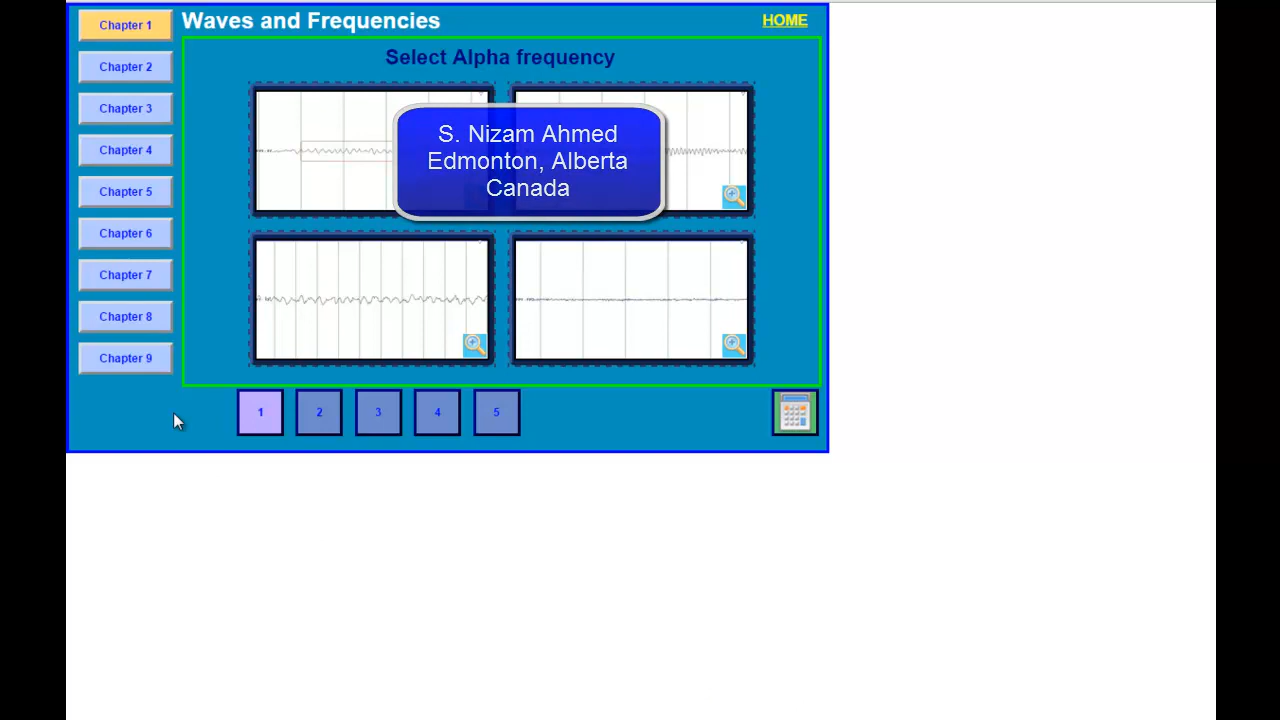 Chapter 1
Waves and Frequencies
HOME
Select Alpha frequency
Chapter 2
Chapter 3
Chapter 4
Chapter 5
Chapter 6
Chapter 7
Chapter 8
Chapter 9
S. Nizam Ahmed
Edmonton, Alberta
Canada
1
2
3
4
5